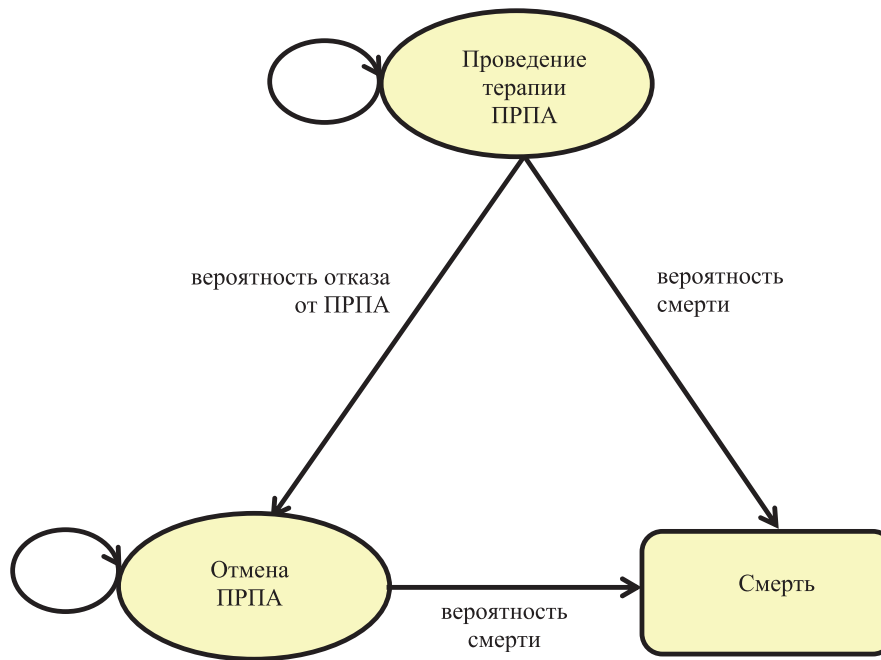 Проведение
терапии
ПРПА
вероятность отказа
от ПРПА
вероятность
смерти
Отмена
ПРПА
вероятность
смерти
Смерть